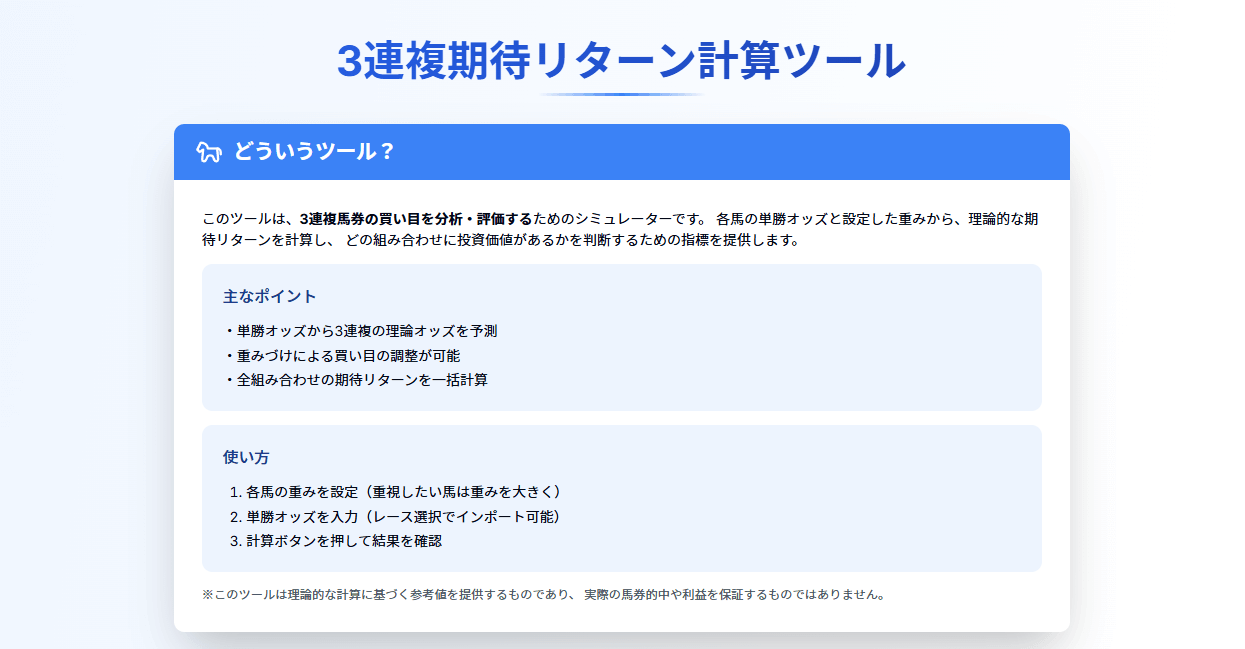 3連複期待リターン計算ツール
どういうツール？
このツールは、3連複馬券の買い目を分析・評価するためのシミュレーターです。 各馬の単勝オッズと設定した重みから、理論的な期
待リターンを計算し、 どの組み合わせに投資価値があるかを判断するための指標を提供します。
主なポイント
・単勝オッズから3連複の理論オッズを予測
・重みづけによる買い目の調整が可能
・全組み合わせの期待リターンを一括計算
使い方
1. 各馬の重みを設定（重視したい馬は重みを大きく）
2. 単勝オッズを入力（レース選択でインポート可能）
3. 計算ボタンを押して結果を確認
※このツールは理論的な計算に基づく参考値を提供するものであり、 実際の馬券的中や利益を保証するものではありません。